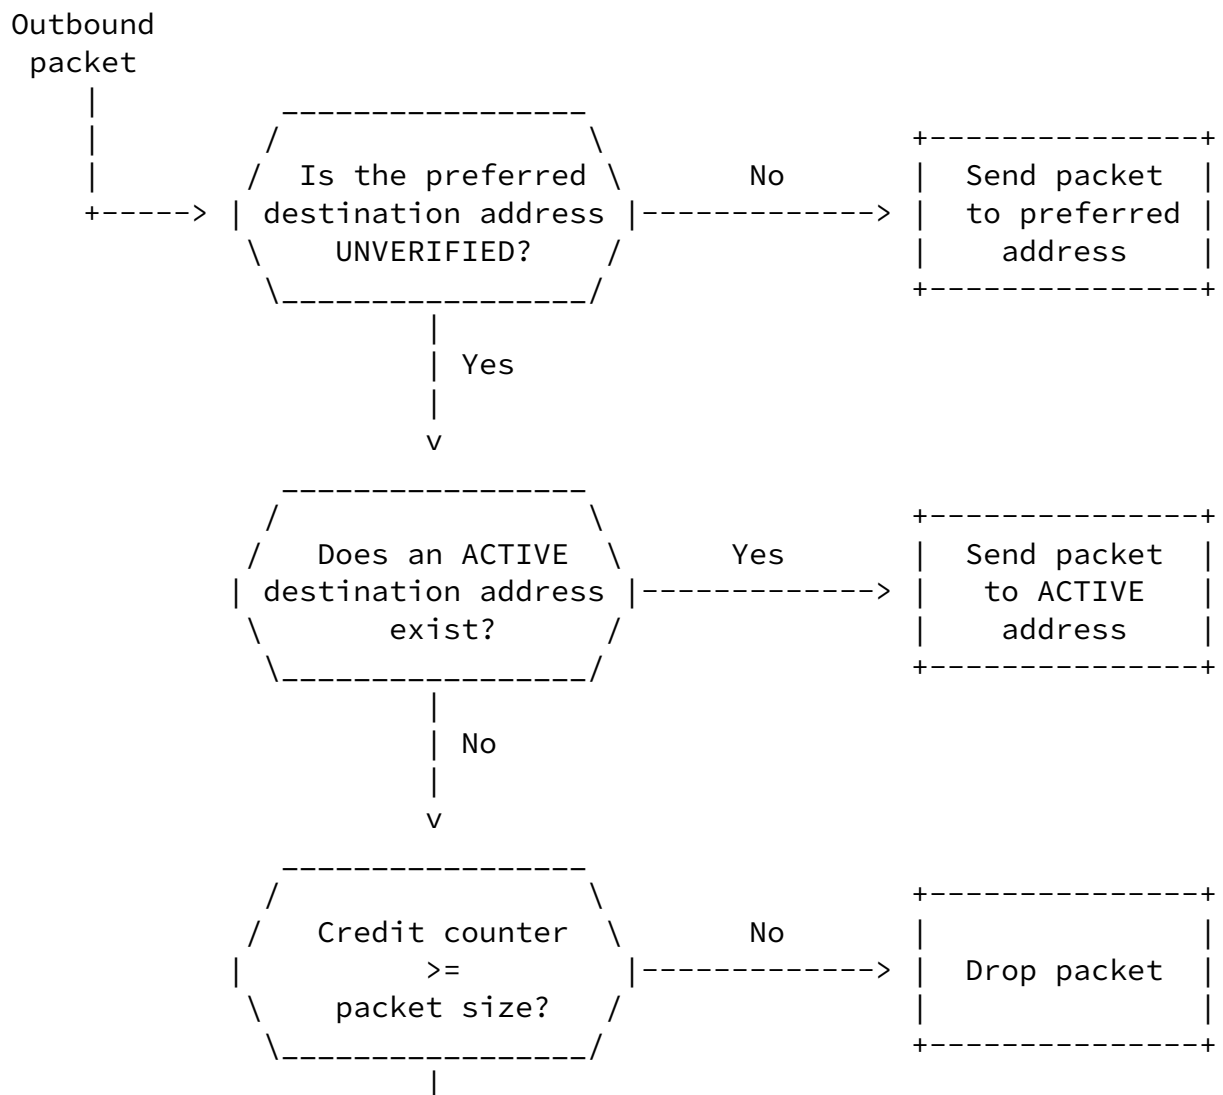 Outbound
packet
Is the preferred
destination address
UNVERIFIED?
No
Send packet
to preferred
address
Yes
Does an ACTIVE
destination address
exist?
Yes
Send packet
to ACTIVE
address
No
Credit counter
>=
packet size?
No
Drop packet